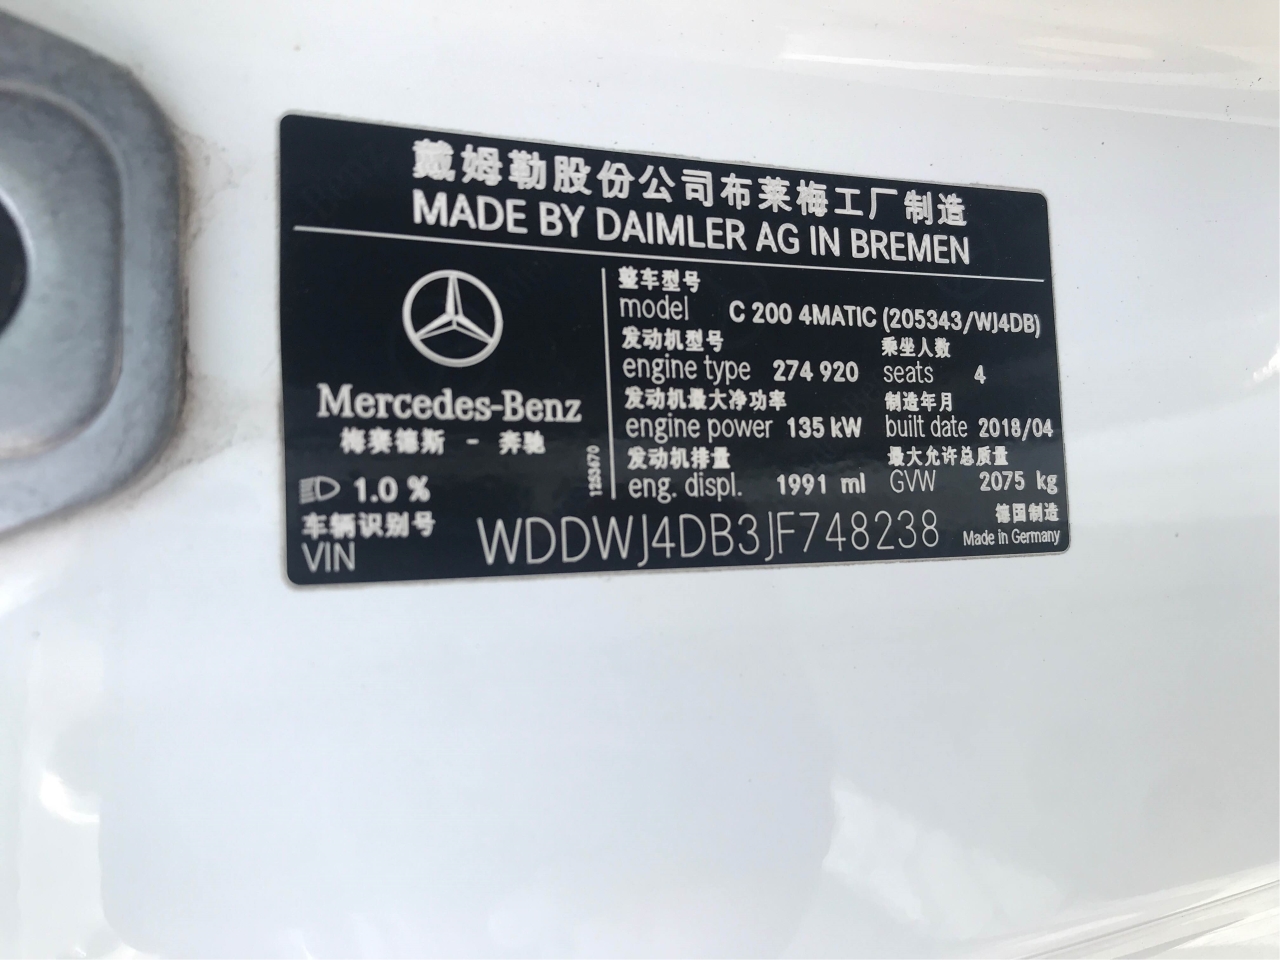 戴姆勒股份公司布莱梅工厂制造
MADE BY DAIMLER AG IN BREMEN
Mercedes-Benz
梅赛德斯 - 奔驰
1.0 %
1253670
整车型号
model C 200 4MATIC (205343/WJ4DB)
发动机型号 乘坐人数
engine type 274 920 seats 4
发动机最大净功率 制造年月
engine power 135 kW built date 2018/04
发动机排量 最大允许总质量
eng. displ. 1991 ml GVW 2075 kg
车辆识别号 德国制造
VIN WDDWJ4DB3JF748238 Made in Germany